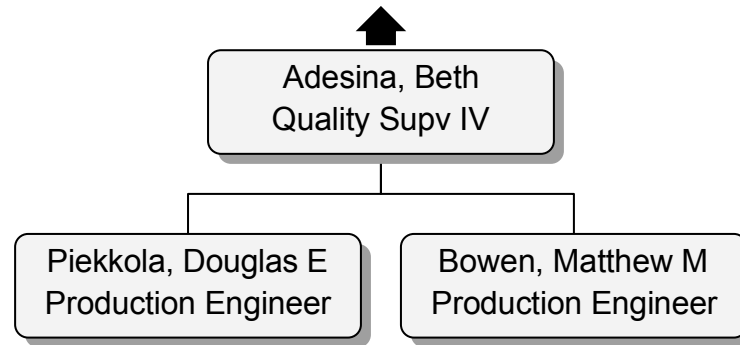 Adesina, Beth
Quality Supv IV
Piekkola, Douglas E
Production Engineer
Bowen, Matthew M
Production Engineer